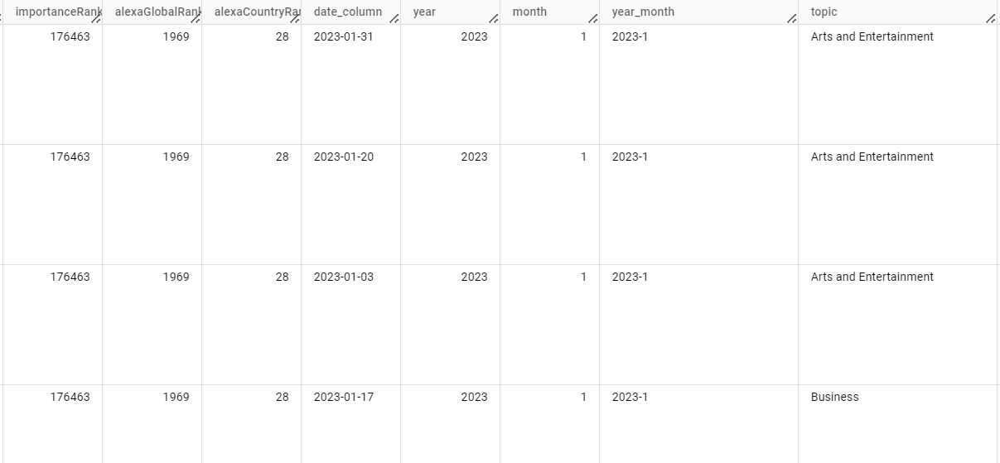 importanceRank alexaGlobalRank alexaCountryRan date_column year month year_month topic
176463 1969 28 2023-01-31 2023 1 2023-1 Arts and Entertainment
176463 1969 28 2023-01-20 2023 1 2023-1 Arts and Entertainment
176463 1969 28 2023-01-03 2023 1 2023-1 Arts and Entertainment
176463 1969 28 2023-01-17 2023 1 2023-1 Business